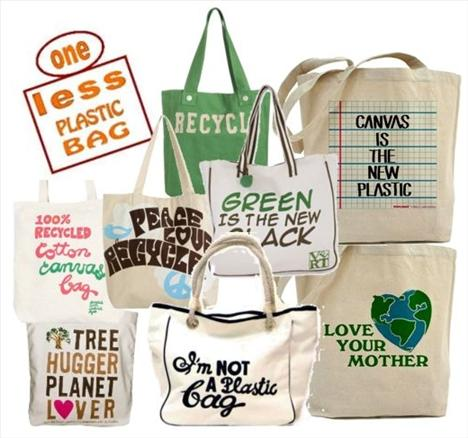 one
less
PLASTIC
BAG
RECYCL
CANVAS
IS
THE
NEW
PLASTIC
GREEN
IS THE NEW
BLACK
PEACE
LOVE
RECYCLE
100%
RECYCLED
Cotton
canvas
bag.
TREE
HUGGER
PLANET
LOVER
I'm NOT
a Plastic
bag
LOVE
YOUR
MOTHER